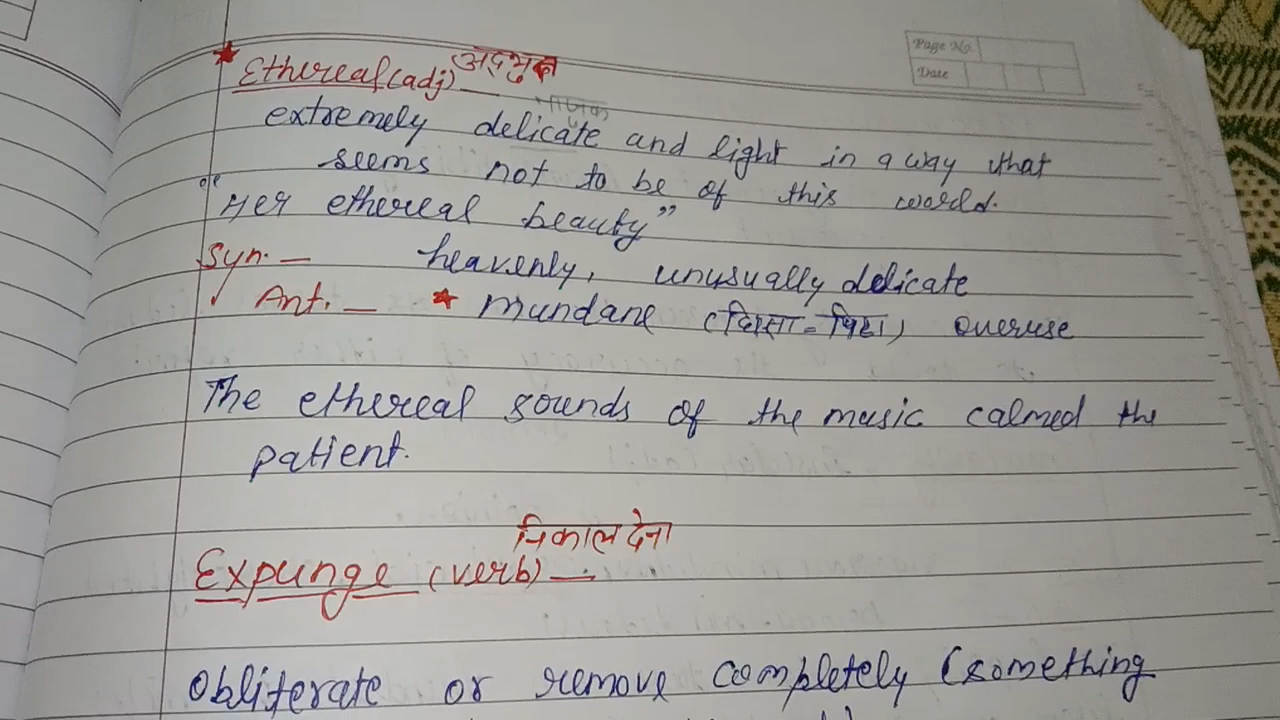 Page No.
Date
★ Ethereal (adj) — अद्भुत
नाजुक
extremely delicate and light in a way that
seems not to be of this world.
"Her ethereal beauty"
Syn. — heavenly, unusually delicate
Ant. — ★ Mundane (घिसा-पिटा) overuse
The ethereal sounds of the music calmed the
patient.
निकाल देना
Expunge (verb) —
Obliterate or remove completely (something